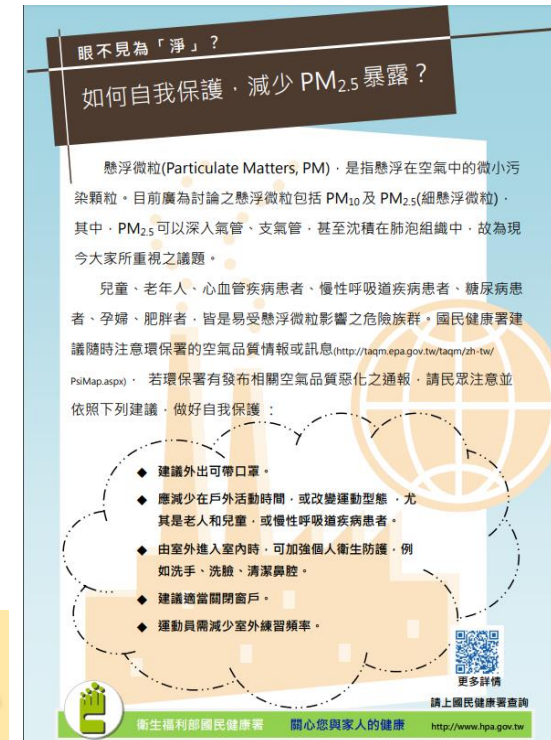 眼不見為「淨」？
如何自我保護，減少 PM2.5 暴露？
懸浮微粒(Particulate Matters, PM)，是指懸浮在空氣中的微小污
染顆粒。目前廣為討論之懸浮微粒包括 PM10 及 PM2.5(細懸浮微粒)，
其中，PM2.5 可以深入氣管、支氣管，甚至沈積在肺泡組織中，故為現
今大家所重視之議題。
兒童、老年人、心血管疾病患者、慢性呼吸道疾病患者、糖尿病患
者、孕婦、肥胖者，皆是易受懸浮微粒影響之危險族群。國民健康署建
議隨時注意環保署的空氣品質情報或訊息(http://taqm.epa.gov.tw/taqm/zh-tw/
PsiMap.aspx)， 若環保署有發布相關空氣品質惡化之通報，請民眾注意並
依照下列建議，做好自我保護：
◆ 建議外出可帶口罩。
◆ 應減少在戶外活動時間，或改變運動型態，尤
其是老人和兒童，或慢性呼吸道疾病患者。
◆ 由室外進入室內時，可加強個人衛生防護，例
如洗手、洗臉、清潔鼻腔。
◆ 建議適當關閉窗戶。
◆ 運動員需減少室外練習頻率。
更多詳情
請上國民健康署查詢
衛生福利部國民健康署 關心您與家人的健康 http://www.hpa.gov.tw